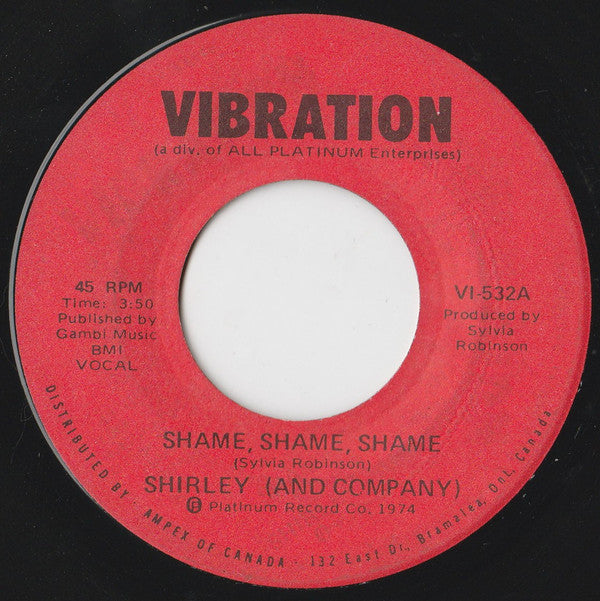 VIBRATION
(a div. of ALL PLATINUM Enterprises)
45 RPM
Time: 3:50
Published by
Gambi Music
BMI
VOCAL
VI-532A
Produced by
Sylvia
Robinson
SHAME, SHAME, SHAME
(Sylvia Robinson)
SHIRLEY (AND COMPANY)
Ⓟ Platinum Record Co. 1974
DISTRIBUTED BY · AMPEX OF CANADA - 132 East Dr., Bramalea, Ont. Canada.